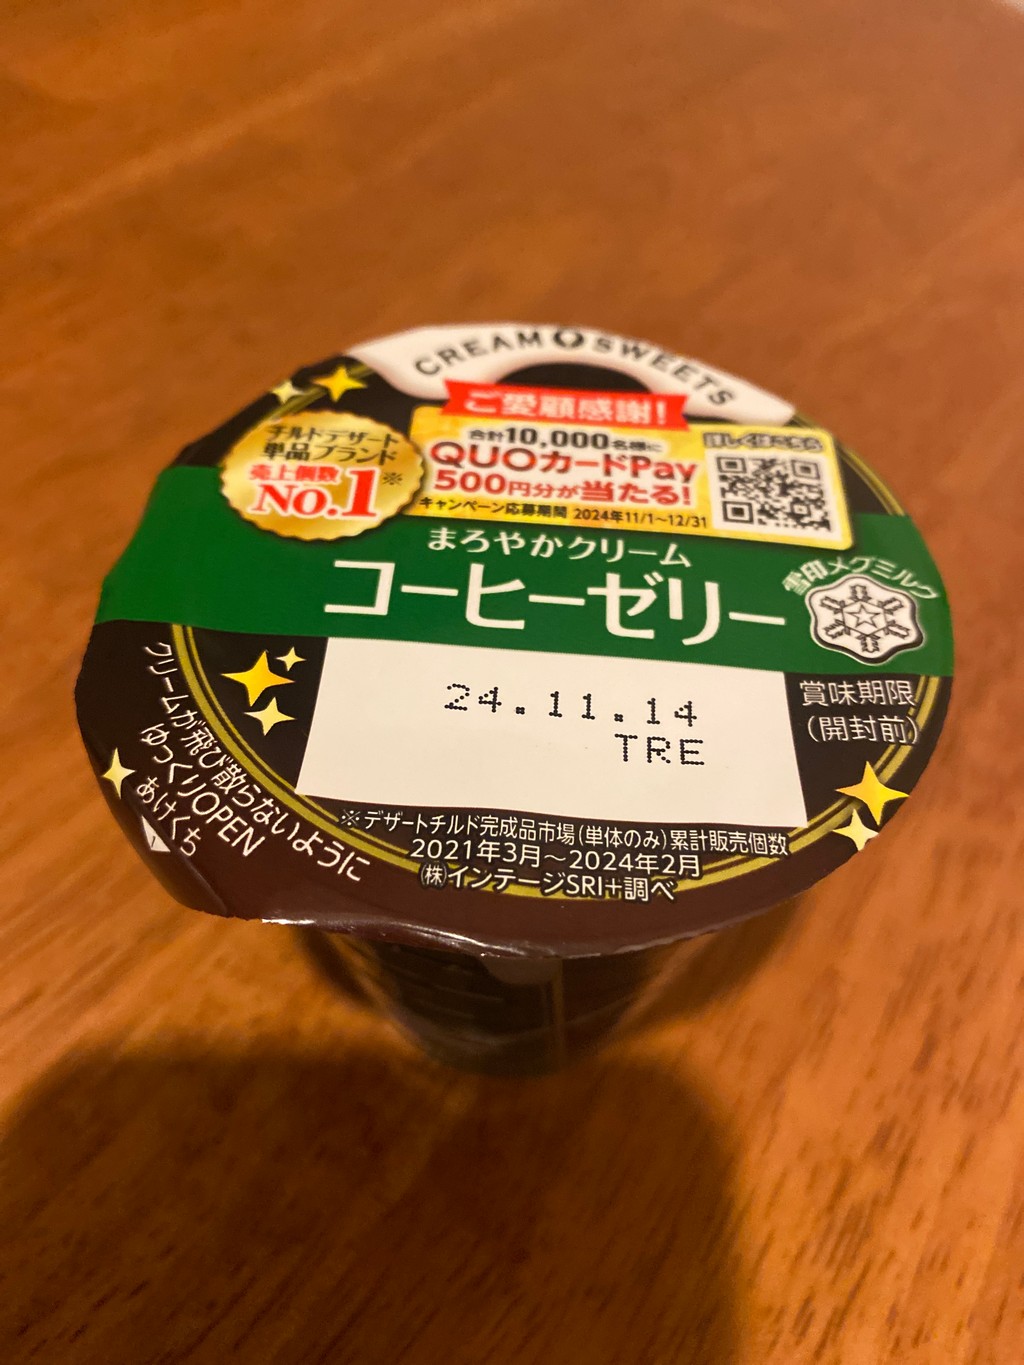 CREAM SWEETS
ご愛顧感謝!
チルドデザート
単品ブランド
売上個数
No.1※
合計10,000名様に
QUOカードPay
500円分が当たる!
キャンペーン応募期間 2024年11/1〜12/31
詳しくはこちら
まろやかクリーム
コーヒーゼリー
雪印メグミルク
24.11.14
TRE
賞味期限
(開封前)
クリームが飛び散らないように
ゆっくりOPEN
あけくち
※デザートチルド完成品市場(単体のみ)累計販売個数
2021年3月〜2024年2月
㈱インテージSRI+調べ